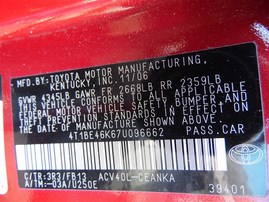 MFD.BY:TOYOTA MOTOR MANUFACTURING,
KENTUCKY, INC. 11/06
GVWR 4345LB GAWR FR 2668LB RR 2359LB
THIS VEHICLE CONFORMS TO ALL APPLICABLE
FEDERAL MOTOR VEHICLE SAFETY, BUMPER,
AND THEFT PREVENTION STANDARDS IN EFFECT
ON THE DATE OF MANUFACTURE SHOWN ABOVE.
4T1BE46K67U096662 PASS.CAR
C/TR:3R3/FB13 ACV40L-CEANKA
A/TM:-03A/U250E
TOYOTA
39401